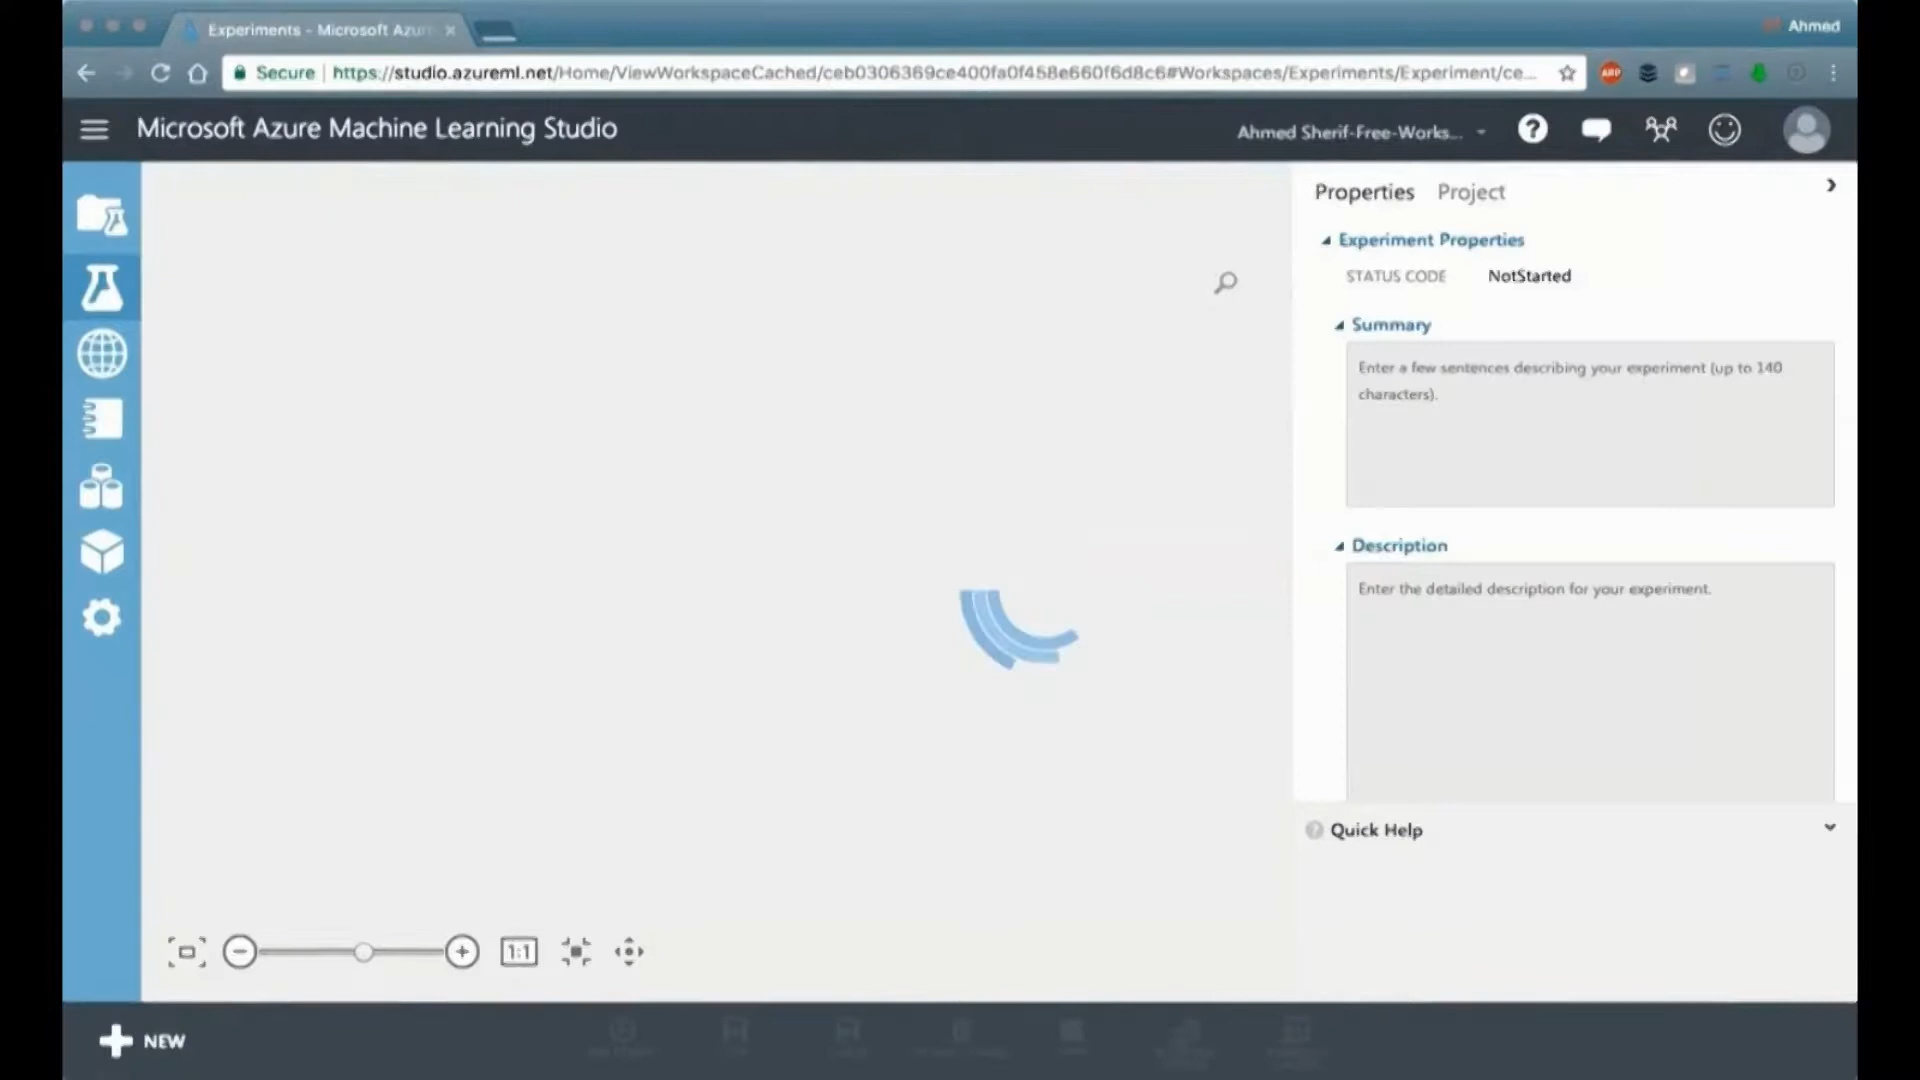 Experiments - Microsoft Azur
Ahmed
Secure | https://studio.azureml.net/Home/ViewWorkspaceCached/ceb0306369ce400fa0f458e660f6d8c6#Workspaces/Experiments/Experiment/ce...
ABP
Microsoft Azure Machine Learning Studio
Ahmed Sherif-Free-Works...
Properties Project
Experiment Properties
STATUS CODE NotStarted
Summary
Enter a few sentences describing your experiment (up to 140
characters).
Description
Enter the detailed description for your experiment.
Quick Help
1:1
NEW